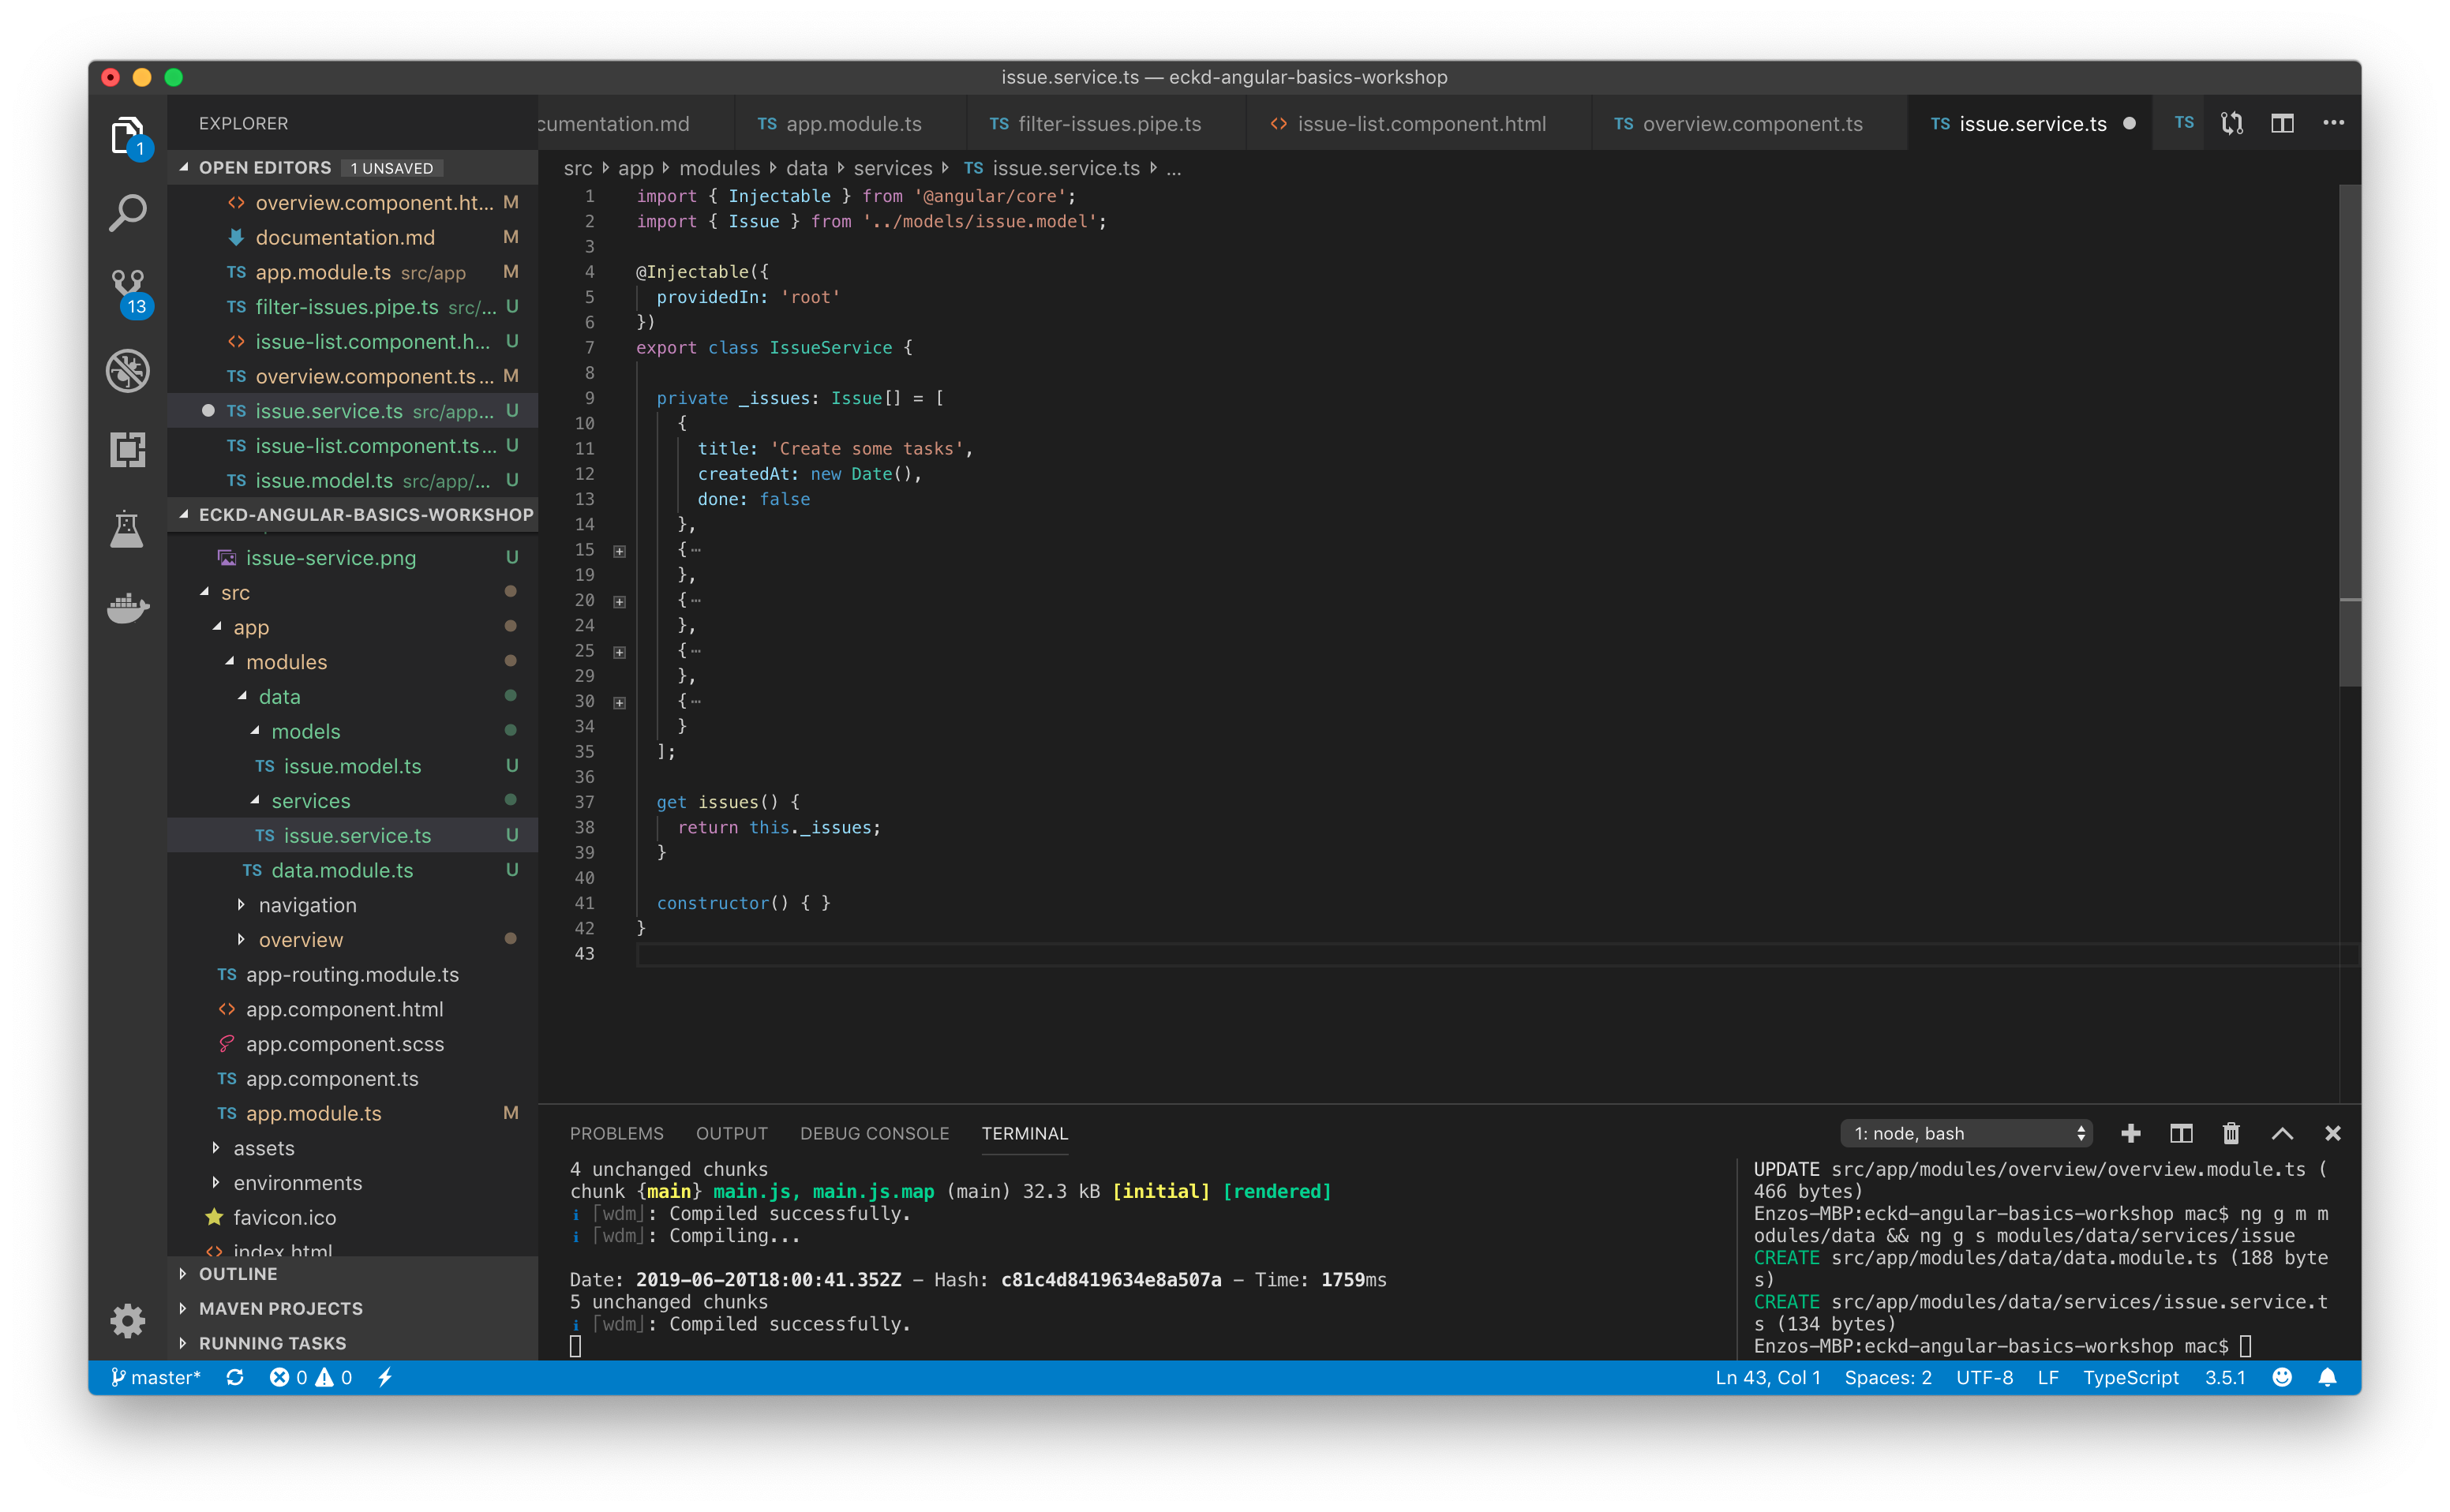 issue.service.ts — eckd-angular-basics-workshop
1
13
EXPLORER
OPEN EDITORS 1 UNSAVED
overview.component.ht... M
documentation.md M
TS app.module.ts src/app M
TS filter-issues.pipe.ts src/... U
issue-list.component.h... U
TS overview.component.ts... M
TS issue.service.ts src/app... U
TS issue-list.component.ts... U
TS issue.model.ts src/app/... U
ECKD-ANGULAR-BASICS-WORKSHOP
issue-service.png U
src
app
modules
data
models
TS issue.model.ts U
services
TS issue.service.ts U
TS data.module.ts U
navigation
overview
TS app-routing.module.ts
app.component.html
app.component.scss
TS app.component.ts
TS app.module.ts M
assets
environments
favicon.ico
index.html
OUTLINE
MAVEN PROJECTS
RUNNING TASKS
cumentation.md
TS app.module.ts
TS filter-issues.pipe.ts
<> issue-list.component.html
TS overview.component.ts
TS issue.service.ts
TS
src app modules data services TS issue.service.ts ...
1 import { Injectable } from '@angular/core';
2 import { Issue } from '../models/issue.model';
3
4 @Injectable({
5 providedIn: 'root'
6 })
7 export class IssueService {
8
9 private _issues: Issue[] = [
10 {
11 title: 'Create some tasks',
12 createdAt: new Date(),
13 done: false
14 },
15 {...
19 },
20 {...
24 },
25 {...
29 },
30 {...
34 }
35 ];
36
37 get issues() {
38 return this._issues;
39 }
40
41 constructor() { }
42 }
43
PROBLEMS OUTPUT DEBUG CONSOLE TERMINAL
1: node, bash
4 unchanged chunks
chunk {main} main.js, main.js.map (main) 32.3 kB [initial] [rendered]
i ｢wdm｣: Compiled successfully.
i ｢wdm｣: Compiling...
Date: 2019-06-20T18:00:41.352Z - Hash: c81c4d8419634e8a507a - Time: 1759ms
5 unchanged chunks
i ｢wdm｣: Compiled successfully.
UPDATE src/app/modules/overview/overview.module.ts (
466 bytes)
Enzos-MBP:eckd-angular-basics-workshop mac$ ng g m m
odules/data && ng g s modules/data/services/issue
CREATE src/app/modules/data/data.module.ts (188 byte
s)
CREATE src/app/modules/data/services/issue.service.t
s (134 bytes)
Enzos-MBP:eckd-angular-basics-workshop mac$
master* 0 0
Ln 43, Col 1 Spaces: 2 UTF-8 LF TypeScript 3.5.1